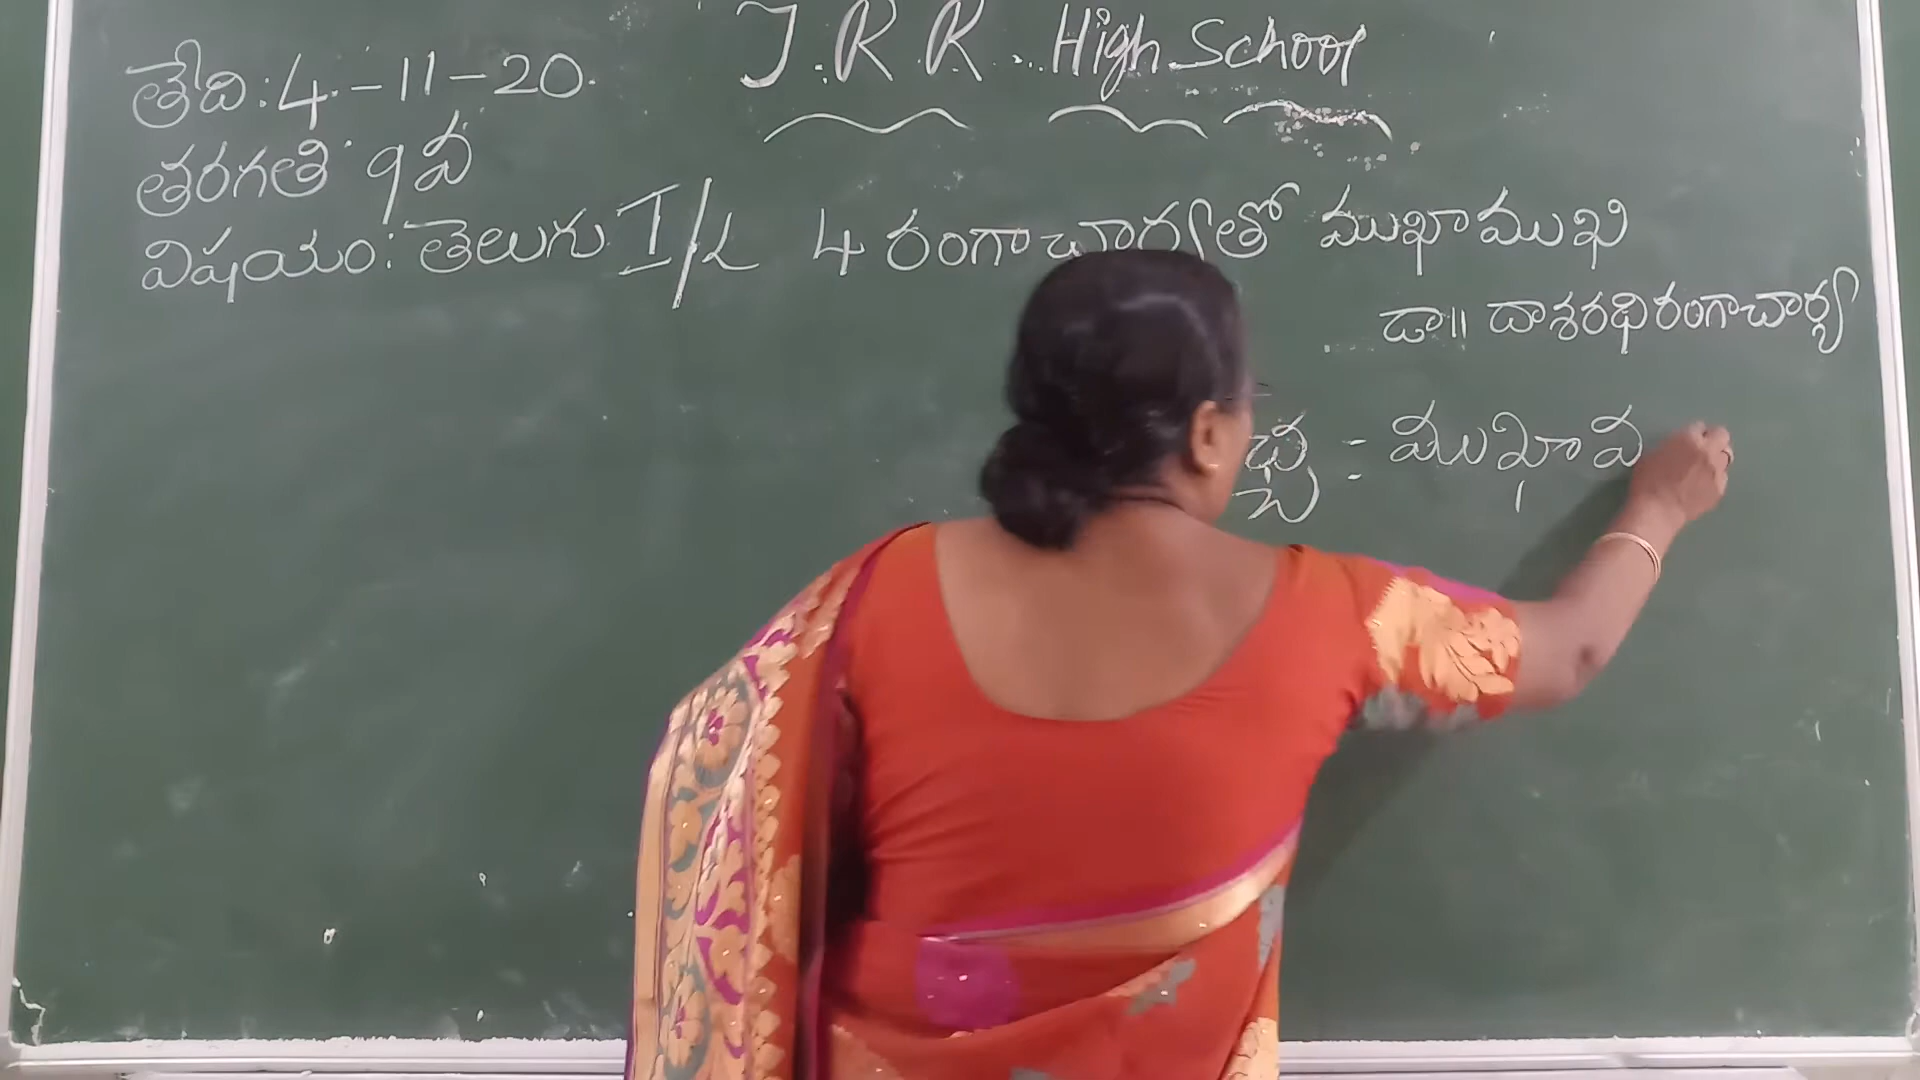 J.R R. High School
తేది: 4-11-20.
తరగతి 9వ
విషయం: తెలుగు I/L 4 రంగాచార్యతో ముఖాముఖి
డా॥ దాశరథిరంగాచార్య
= ముఖావ